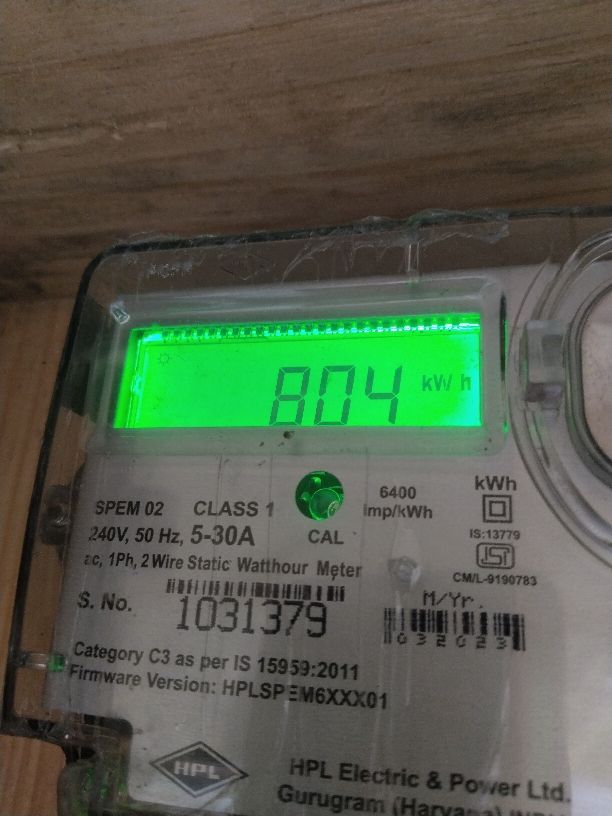 804 kWh
SPEM 02 CLASS 1
CAL
6400
imp/kWh
kWh
240V, 50 Hz, 5-30A
IS:13779
ac, 1Ph, 2 Wire Static Watthour Meter
ISI
CM/L-9190783
S. No. 1031379
M/Yr.
032023
Category C3 as per IS 15959:2011
Firmware Version: HPLSPEM6XXX01
HPL
HPL Electric & Power Ltd.
Gurugram (Haryana)